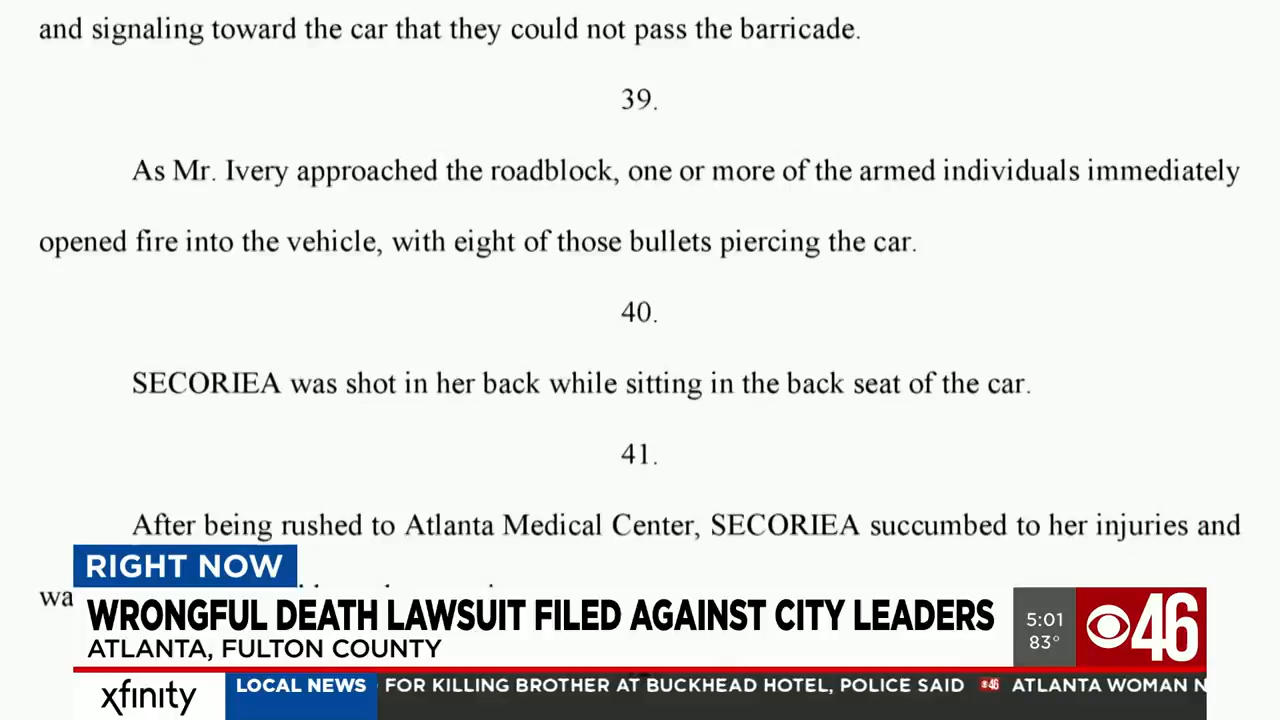 and signaling toward the car that they could not pass the barricade.
39.
As Mr. Ivery approached the roadblock, one or more of the armed individuals immediately
opened fire into the vehicle, with eight of those bullets piercing the car.
40.
SECORIEA was shot in her back while sitting in the back seat of the car.
41.
After being rushed to Atlanta Medical Center, SECORIEA succumbed to her injuries and
RIGHT NOW
WRONGFUL DEATH LAWSUIT FILED AGAINST CITY LEADERS
ATLANTA, FULTON COUNTY
5:01
83°
46
xfinity
LOCAL NEWS
FOR KILLING BROTHER AT BUCKHEAD HOTEL, POLICE SAID 46 ATLANTA WOMAN N